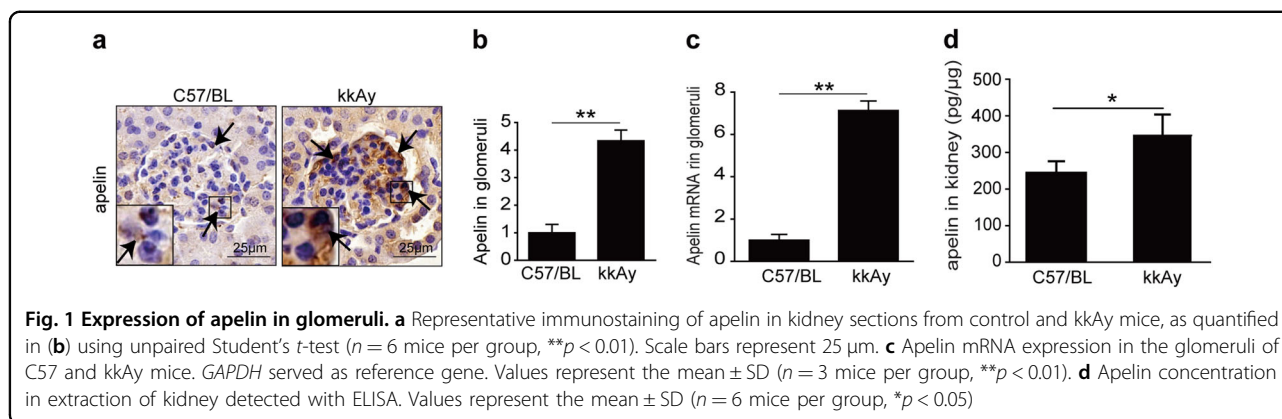 a
C57/BL
kkAy
apelin
25μm
25μm
b
Apelin in glomeruli
5
4
3
2
1
0
**
C57/BL
kkAy
c
Apelin mRNA rin glomeruli
8
6
4
2
0
**
C57/BL
kkAy
d
apelin in kidney (pg/μg)
500
400
300
200
100
0
*
C57/BL
kkAy
Fig. 1 Expression of apelin in glomeruli. a Representative immunostaining of apelin in kidney sections from control and kkAy mice, as quantified
in (b) using unpaired Student's t-test (n = 6 mice per group, **p < 0.01). Scale bars represent 25 μm. c Apelin mRNA expression in the glomeruli of
C57 and kkAy mice. GAPDH served as reference gene. Values represent the mean ± SD (n = 3 mice per group, **p < 0.01). d Apelin concentration
in extraction of kidney detected with ELISA. Values represent the mean ± SD (n = 6 mice per group, *p < 0.05)